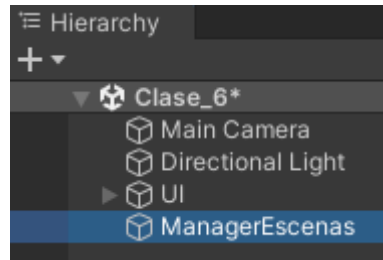 Hierarchy
Clase_6*
Main Camera
Directional Light
UI
ManagerEscenas